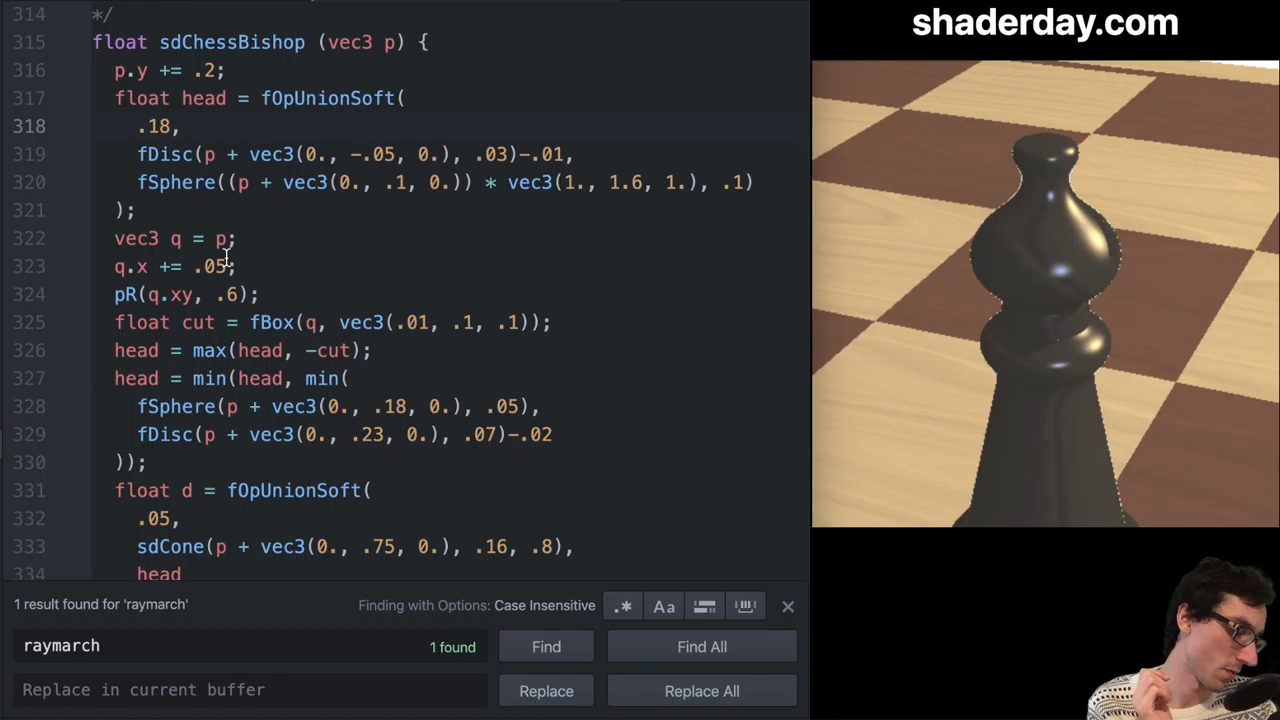 314 */
315 float sdChessBishop (vec3 p) {
316 p.y += .2;
317 float head = fOpUnionSoft(
318 .18,
319 fDisc(p + vec3(0., -.05, 0.), .03)-.01,
320 fSphere((p + vec3(0., .1, 0.)) * vec3(1., 1.6, 1.), .1)
321 );
322 vec3 q = p;
323 q.x += .05;
324 pR(q.xy, .6);
325 float cut = fBox(q, vec3(.01, .1, .1));
326 head = max(head, -cut);
327 head = min(head, min(
328 fSphere(p + vec3(0., .18, 0.), .05),
329 fDisc(p + vec3(0., .23, 0.), .07)-.02
330 ));
331 float d = fOpUnionSoft(
332 .05,
333 sdCone(p + vec3(0., .75, 0.), .16, .8),
334 head
1 result found for 'raymarch'
Finding with Options: Case Insensitive
.*
Aa
raymarch
1 found
Find
Find All
Replace in current buffer
Replace
Replace All
shaderday.com